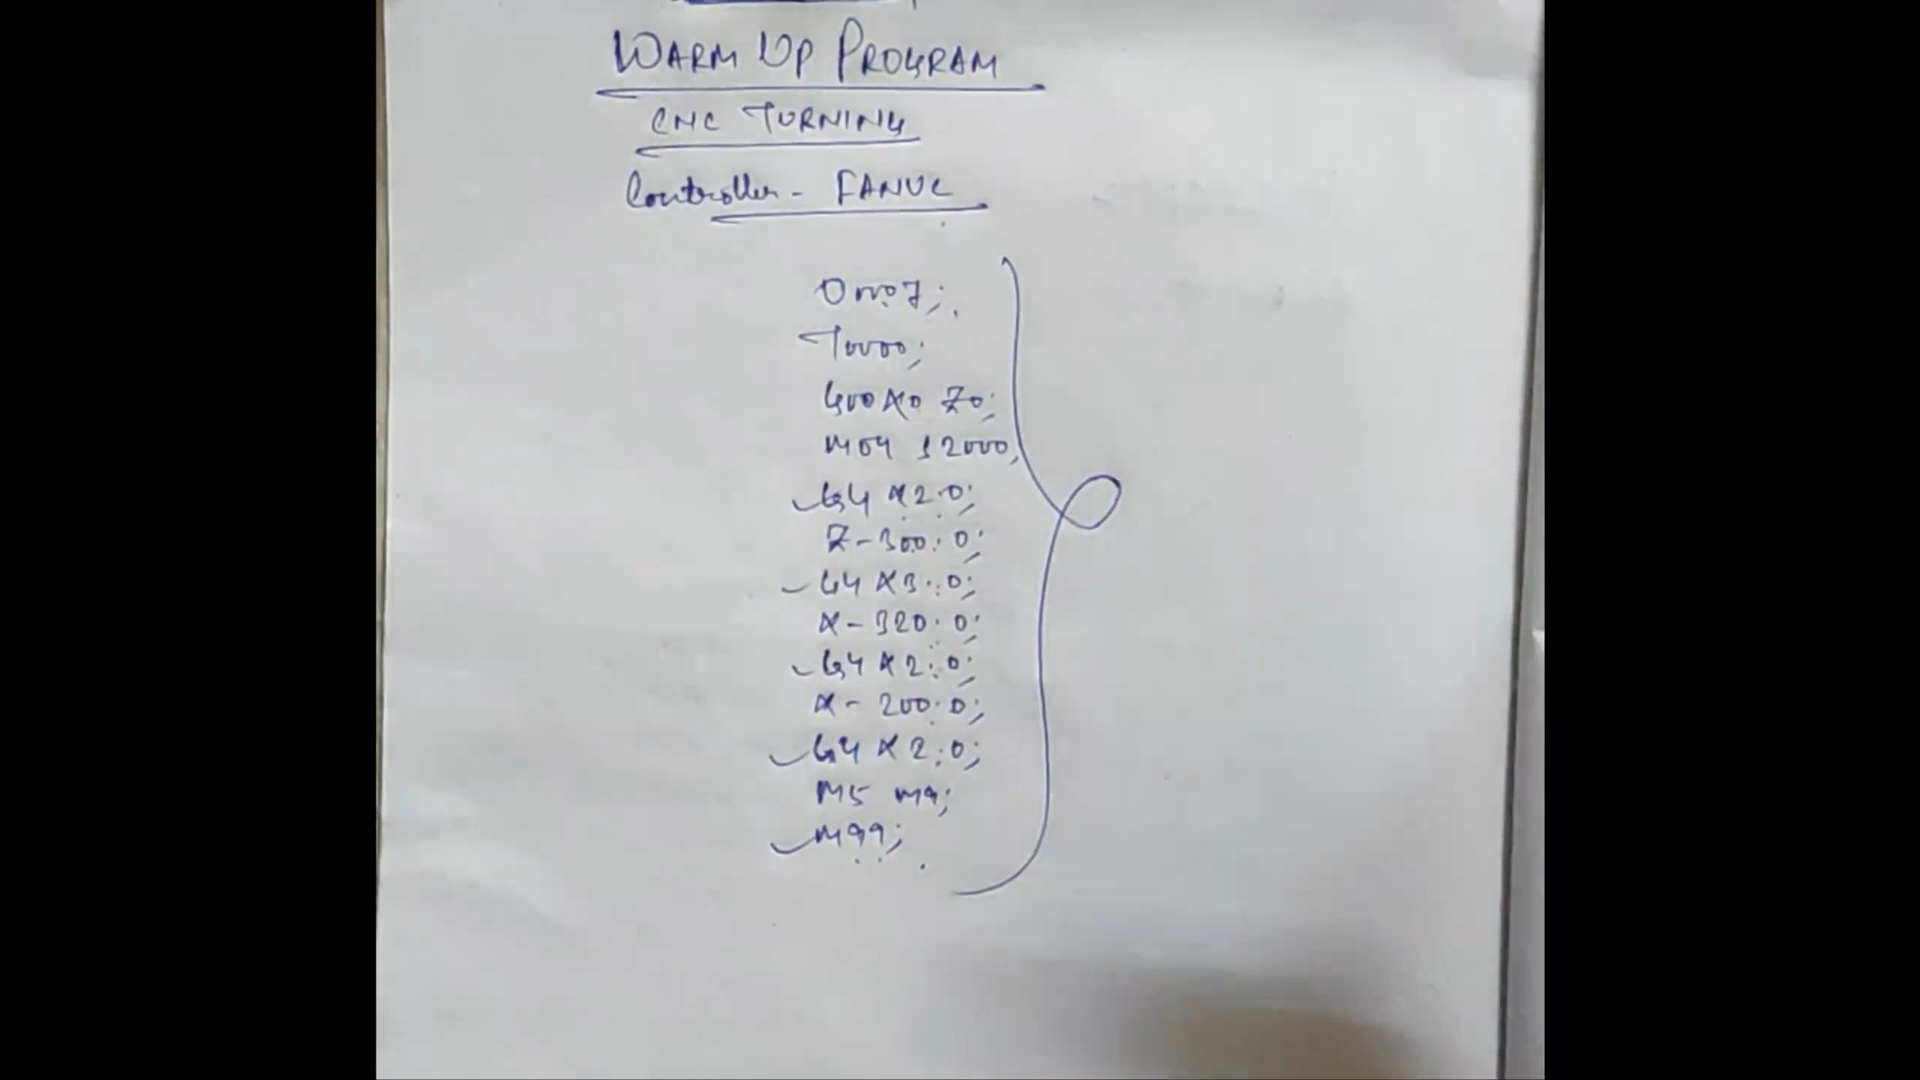 WARM UP PROGRAM
CNC TURNING
Controller - FANUC
O0007;
T0000;
G00 X0 Z0;
M04 S2000;
G4 X2.0;
Z-300.0;
G4 X3.0;
X-320.0;
G4 X2.0;
X-200.0;
G4 X2.0;
M5 M9;
M99;